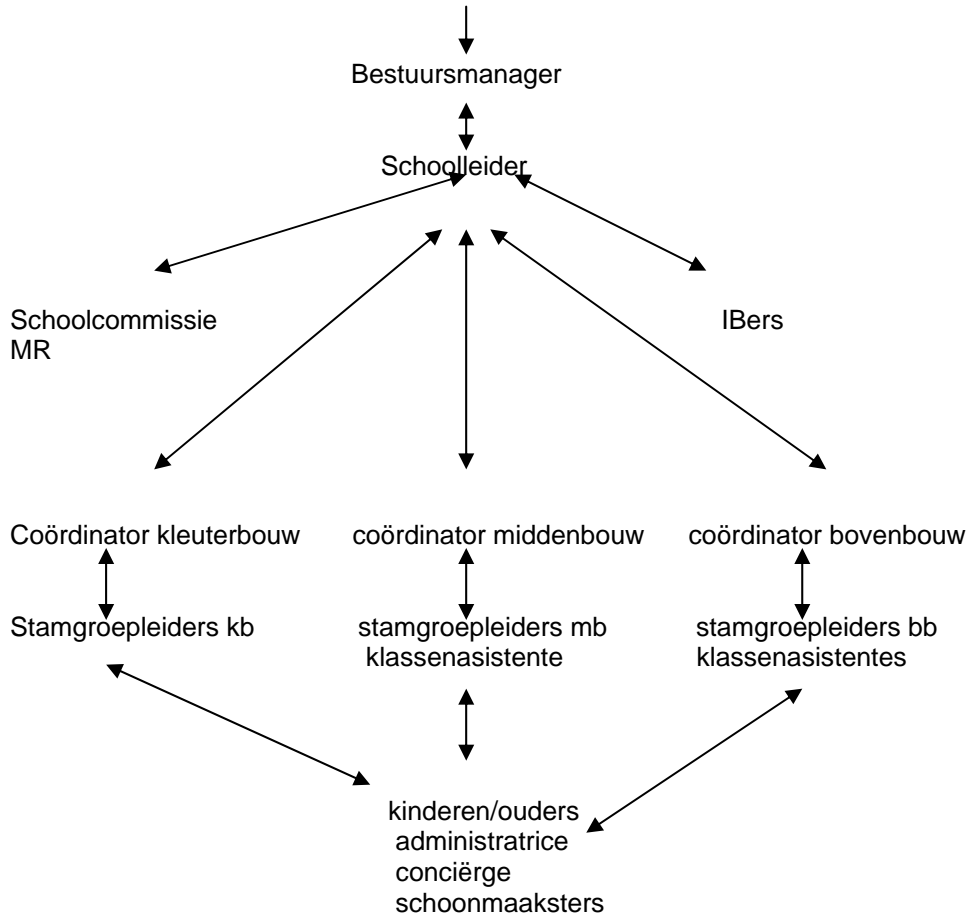 Bestuursmanager
Schoolleider
Schoolcommissie
MR
IBers
Coördinator kleuterbouw
coördinator middenbouw
coördinator bovenbouw
Stamgroepleiders kb
stamgroepleiders mb
klassenasistente
stamgroepleiders bb
klassenasistentes
kinderen/ouders
administratrice
conciërge
schoonmaaksters